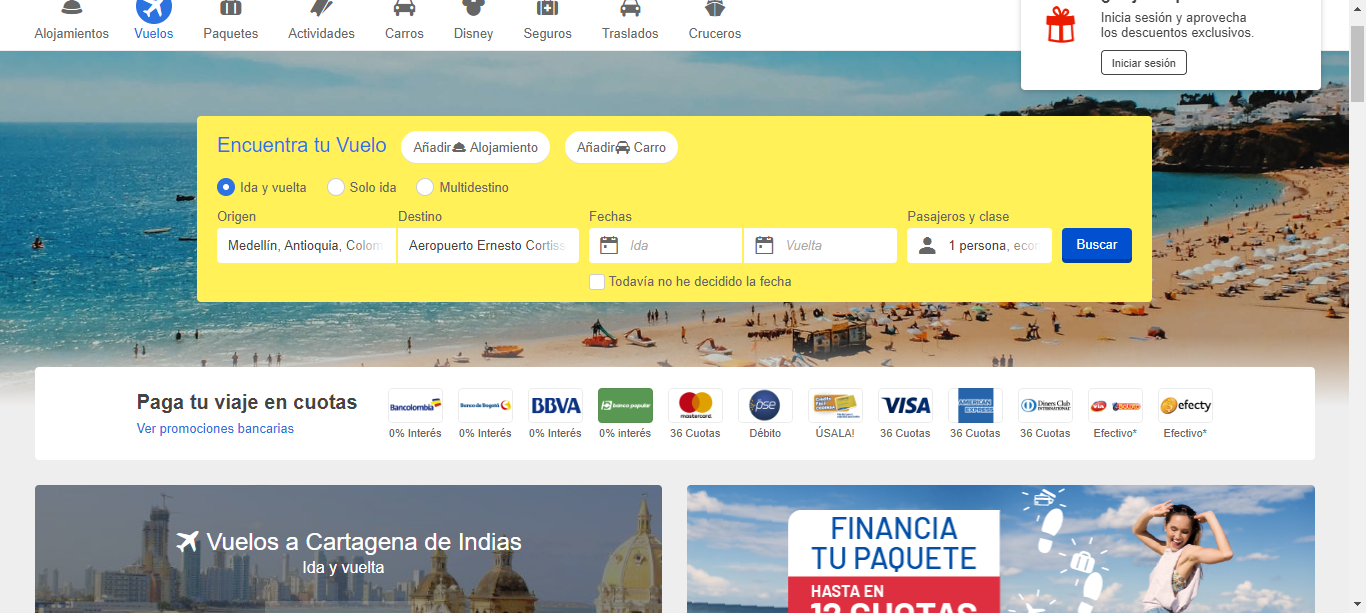 Alojamientos
Vuelos
Paquetes
Actividades
Carros
Disney
Seguros
Traslados
Cruceros
Inicia sesión y aprovecha
los descuentos exclusivos.
Iniciar sesión
Encuentra tu Vuelo
Añadir Alojamiento
Añadir Carro
Ida y vuelta
Solo ida
Multidestino
Origen
Destino
Fechas
Pasajeros y clase
Medellín, Antioquia, Colom
Aeropuerto Ernesto Cortiss
Ida
Vuelta
1 persona, econ
Buscar
Todavía no he decidido la fecha
Paga tu viaje en cuotas
Ver promociones bancarias
Bancolombia
0% Interés
Banco de Bogotá
0% Interés
BBVA
0% Interés
banco popular
0% interés
mastercard
36 Cuotas
pse
Débito
ÚSALA!
VISA
36 Cuotas
AMERICAN EXPRESS
36 Cuotas
Diners Club
INTERNATIONAL
36 Cuotas
via
Efectivo*
efecty
Efectivo*
Vuelos a Cartagena de Indias
Ida y vuelta
FINANCIA
TU PAQUETE
HASTA EN
12 CUOTAS